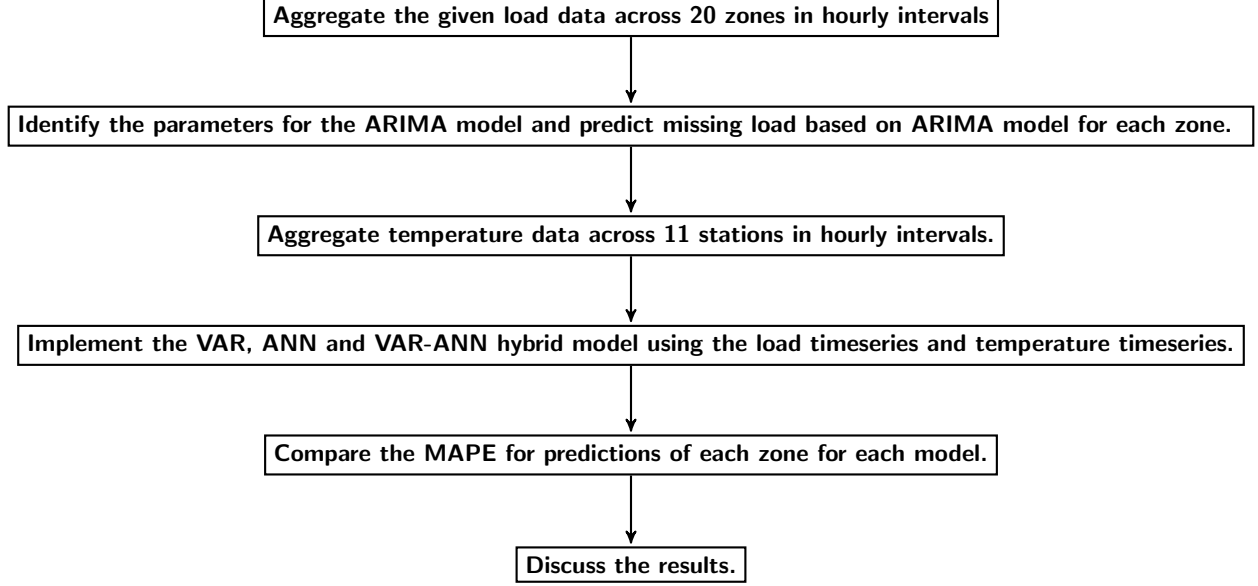 Aggregate the given load data across 20 zones in hourly intervals
Identify the parameters for the ARIMA model and predict missing load based on ARIMA model for each zone.
Aggregate temperature data across 11 stations in hourly intervals.
Implement the VAR, ANN and VAR-ANN hybrid model using the load timeseries and temperature timeseries.
Compare the MAPE for predictions of each zone for each model.
Discuss the results.